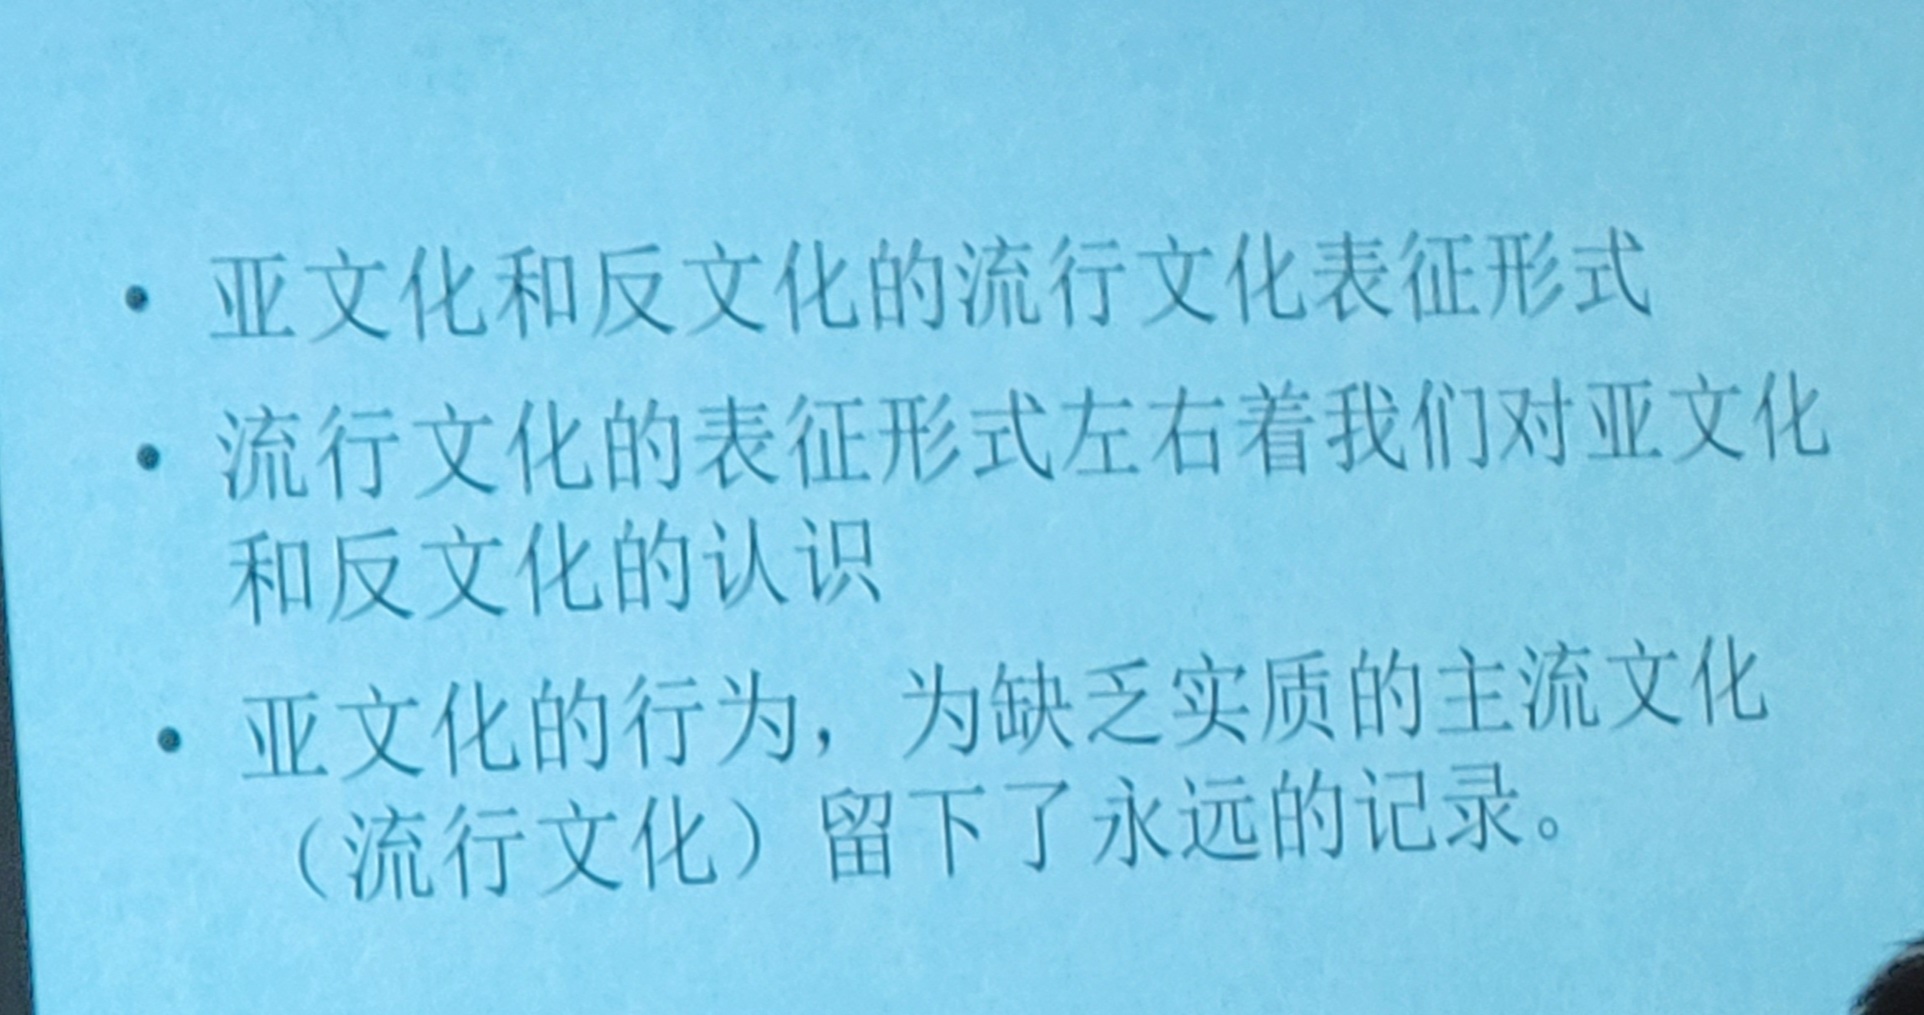 • 亚文化和反文化的流行文化表征形式
• 流行文化的表征形式左右着我们对亚文化
和反文化的认识
• 亚文化的行为，为缺乏实质的主流文化
（流行文化）留下了永远的记录。